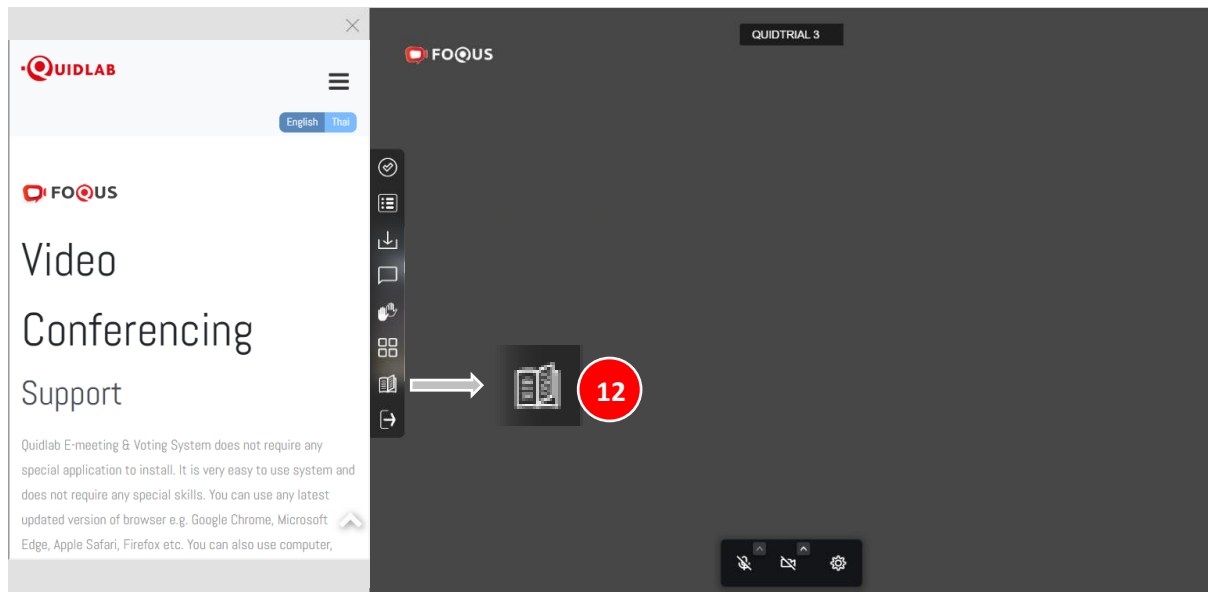 QUIDLAB
English Thai
FOQUS
Video
Conferencing
Support
Quidlab E-meeting & Voting System does not require any
special application to install. It is very easy to use system and
does not require any special skills. You can use any latest
updated version of browser e.g. Google Chrome, Microsoft
Edge, Apple Safari, Firefox etc. You can also use computer,
QUIDTRIAL 3
FOQUS
12